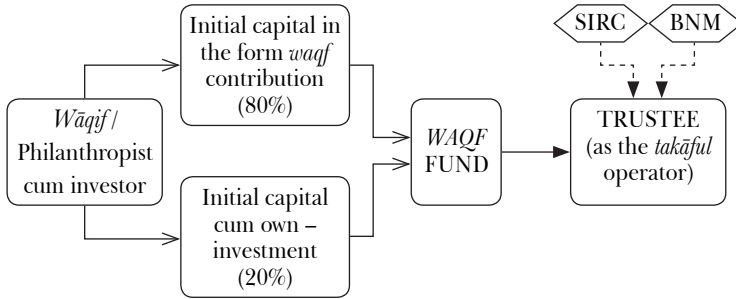 Wāqif /
Philanthropist
cum investor
Initial capital in
the form waqf
contribution
(80%)
Initial capital
cum own –
investment
(20%)
WAQF
FUND
SIRC
BNM
TRUSTEE
(as the takāful
operator)